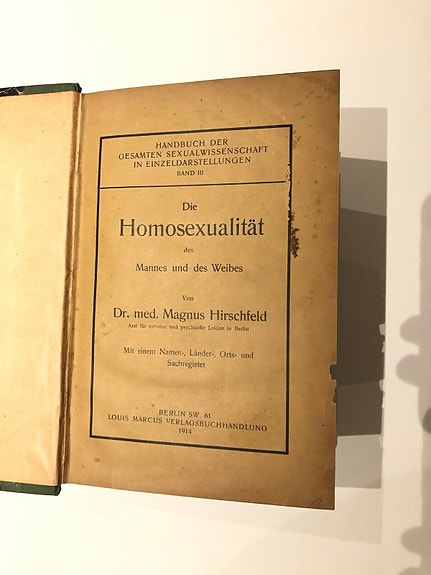 HANDBUCH DER
GESAMTEN SEXUALWISSENSCHAFT
IN EINZELDARSTELLUNGEN
BAND III
Die
Homosexualität
des
Mannes und des Weibes
Von
Dr. med. Magnus Hirschfeld
Arzt für nervöse und psychische Leiden in Berlin
Mit einem Namen-, Länder-, Orts- und
Sachregister
BERLIN SW. 61
LOUIS MARCUS VERLAGSBUCHHANDLUNG
1914